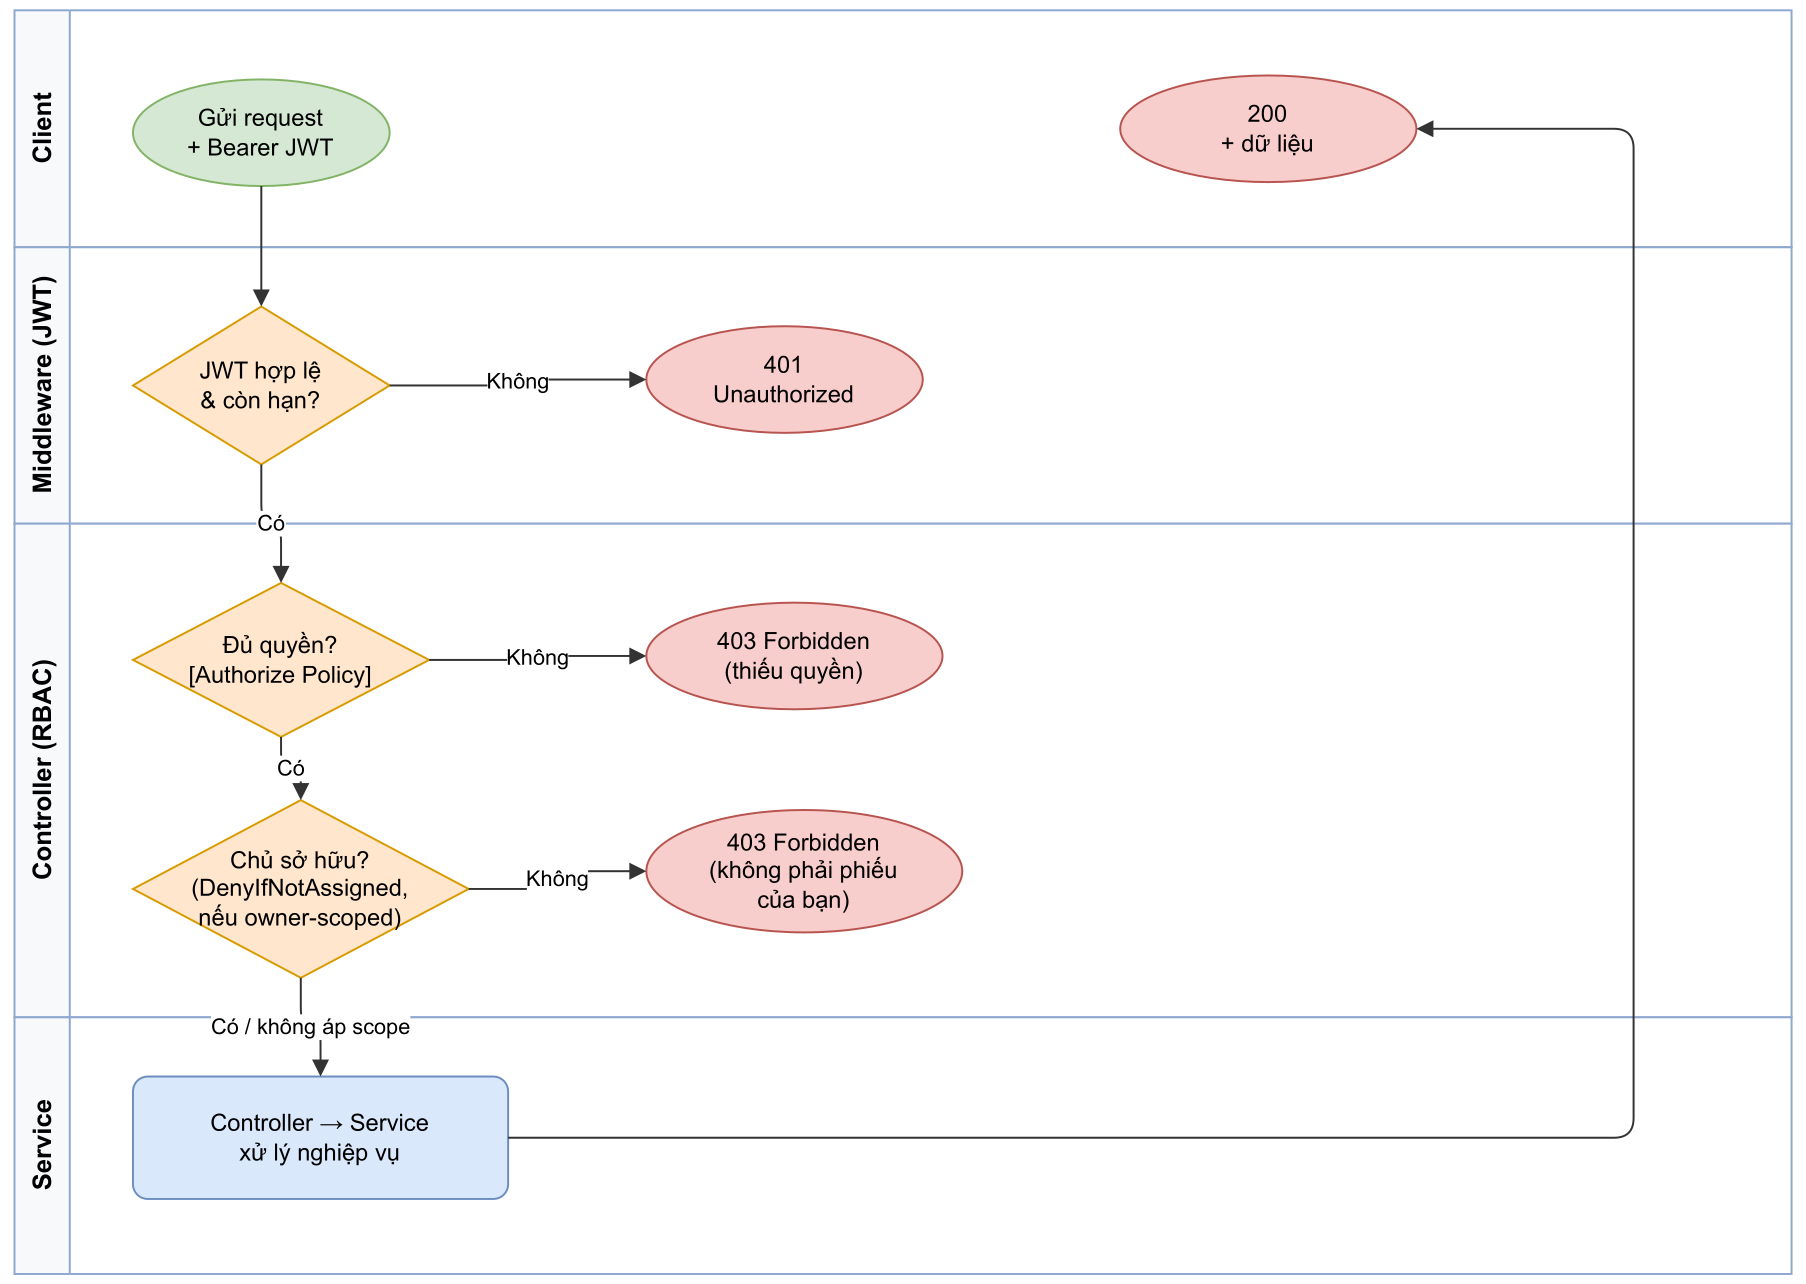 Client
Gửi request
+ Bearer JWT
200
+ dữ liệu
Middleware (JWT)
JWT hợp lệ
& còn hạn?
Không
401
Unauthorized
Có
Controller (RBAC)
Đủ quyền?
[Authorize Policy]
Không
403 Forbidden
(thiếu quyền)
Có
Chủ sở hữu?
(DenyIfNotAssigned,
nếu owner-scoped)
Không
403 Forbidden
(không phải phiếu
của bạn)
Có / không áp scope
Service
Controller → Service
xử lý nghiệp vụ